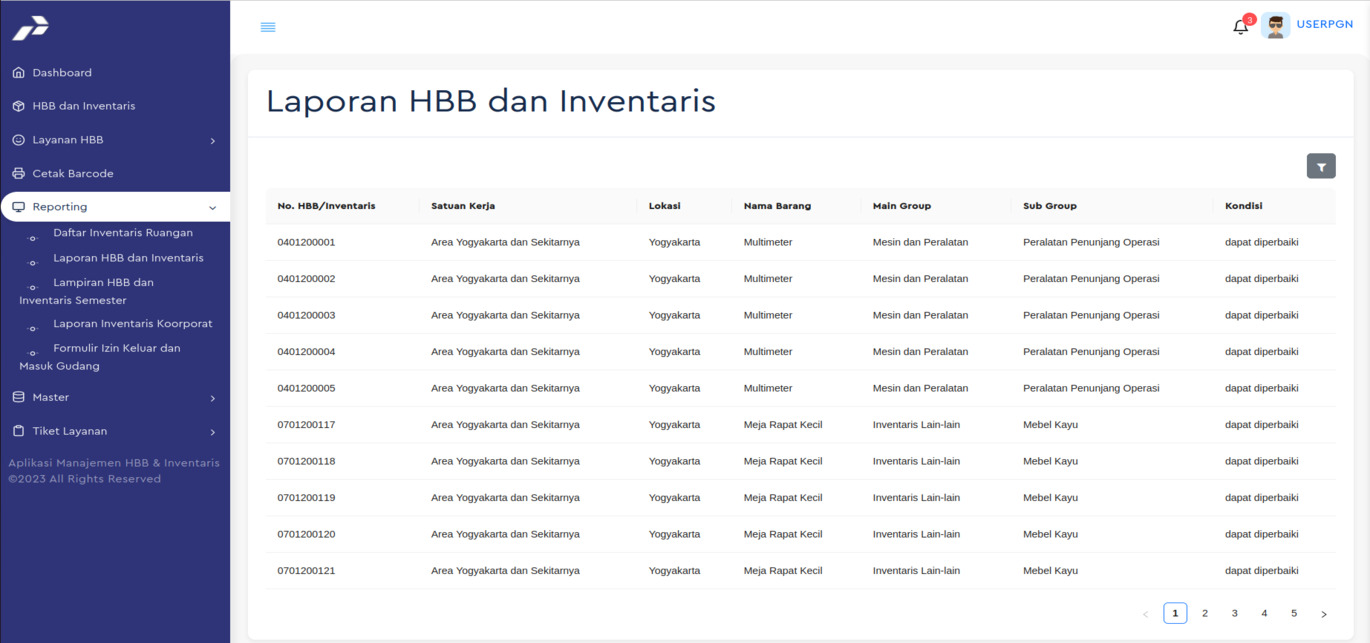 3
USERPGN
Dashboard
HBB dan Inventaris
Layanan HBB
Cetak Barcode
Reporting
Daftar Inventaris Ruangan
Laporan HBB dan Inventaris
Lampiran HBB dan
Inventaris Semester
Laporan Inventaris Koorporat
Formulir Izin Keluar dan
Masuk Gudang
Master
Tiket Layanan
Aplikasi Manajemen HBB & Inventaris
©2023 All Rights Reserved
Laporan HBB dan Inventaris
No. HBB/Inventaris Satuan Kerja Lokasi Nama Barang Main Group Sub Group Kondisi
0401200001 Area Yogyakarta dan Sekitarnya Yogyakarta Multimeter Mesin dan Peralatan Peralatan Penunjang Operasi dapat diperbaiki
0401200002 Area Yogyakarta dan Sekitarnya Yogyakarta Multimeter Mesin dan Peralatan Peralatan Penunjang Operasi dapat diperbaiki
0401200003 Area Yogyakarta dan Sekitarnya Yogyakarta Multimeter Mesin dan Peralatan Peralatan Penunjang Operasi dapat diperbaiki
0401200004 Area Yogyakarta dan Sekitarnya Yogyakarta Multimeter Mesin dan Peralatan Peralatan Penunjang Operasi dapat diperbaiki
0401200005 Area Yogyakarta dan Sekitarnya Yogyakarta Multimeter Mesin dan Peralatan Peralatan Penunjang Operasi dapat diperbaiki
0701200117 Area Yogyakarta dan Sekitarnya Yogyakarta Meja Rapat Kecil Inventaris Lain-lain Mebel Kayu dapat diperbaiki
0701200118 Area Yogyakarta dan Sekitarnya Yogyakarta Meja Rapat Kecil Inventaris Lain-lain Mebel Kayu dapat diperbaiki
0701200119 Area Yogyakarta dan Sekitarnya Yogyakarta Meja Rapat Kecil Inventaris Lain-lain Mebel Kayu dapat diperbaiki
0701200120 Area Yogyakarta dan Sekitarnya Yogyakarta Meja Rapat Kecil Inventaris Lain-lain Mebel Kayu dapat diperbaiki
0701200121 Area Yogyakarta dan Sekitarnya Yogyakarta Meja Rapat Kecil Inventaris Lain-lain Mebel Kayu dapat diperbaiki
< 1 2 3 4 5 >